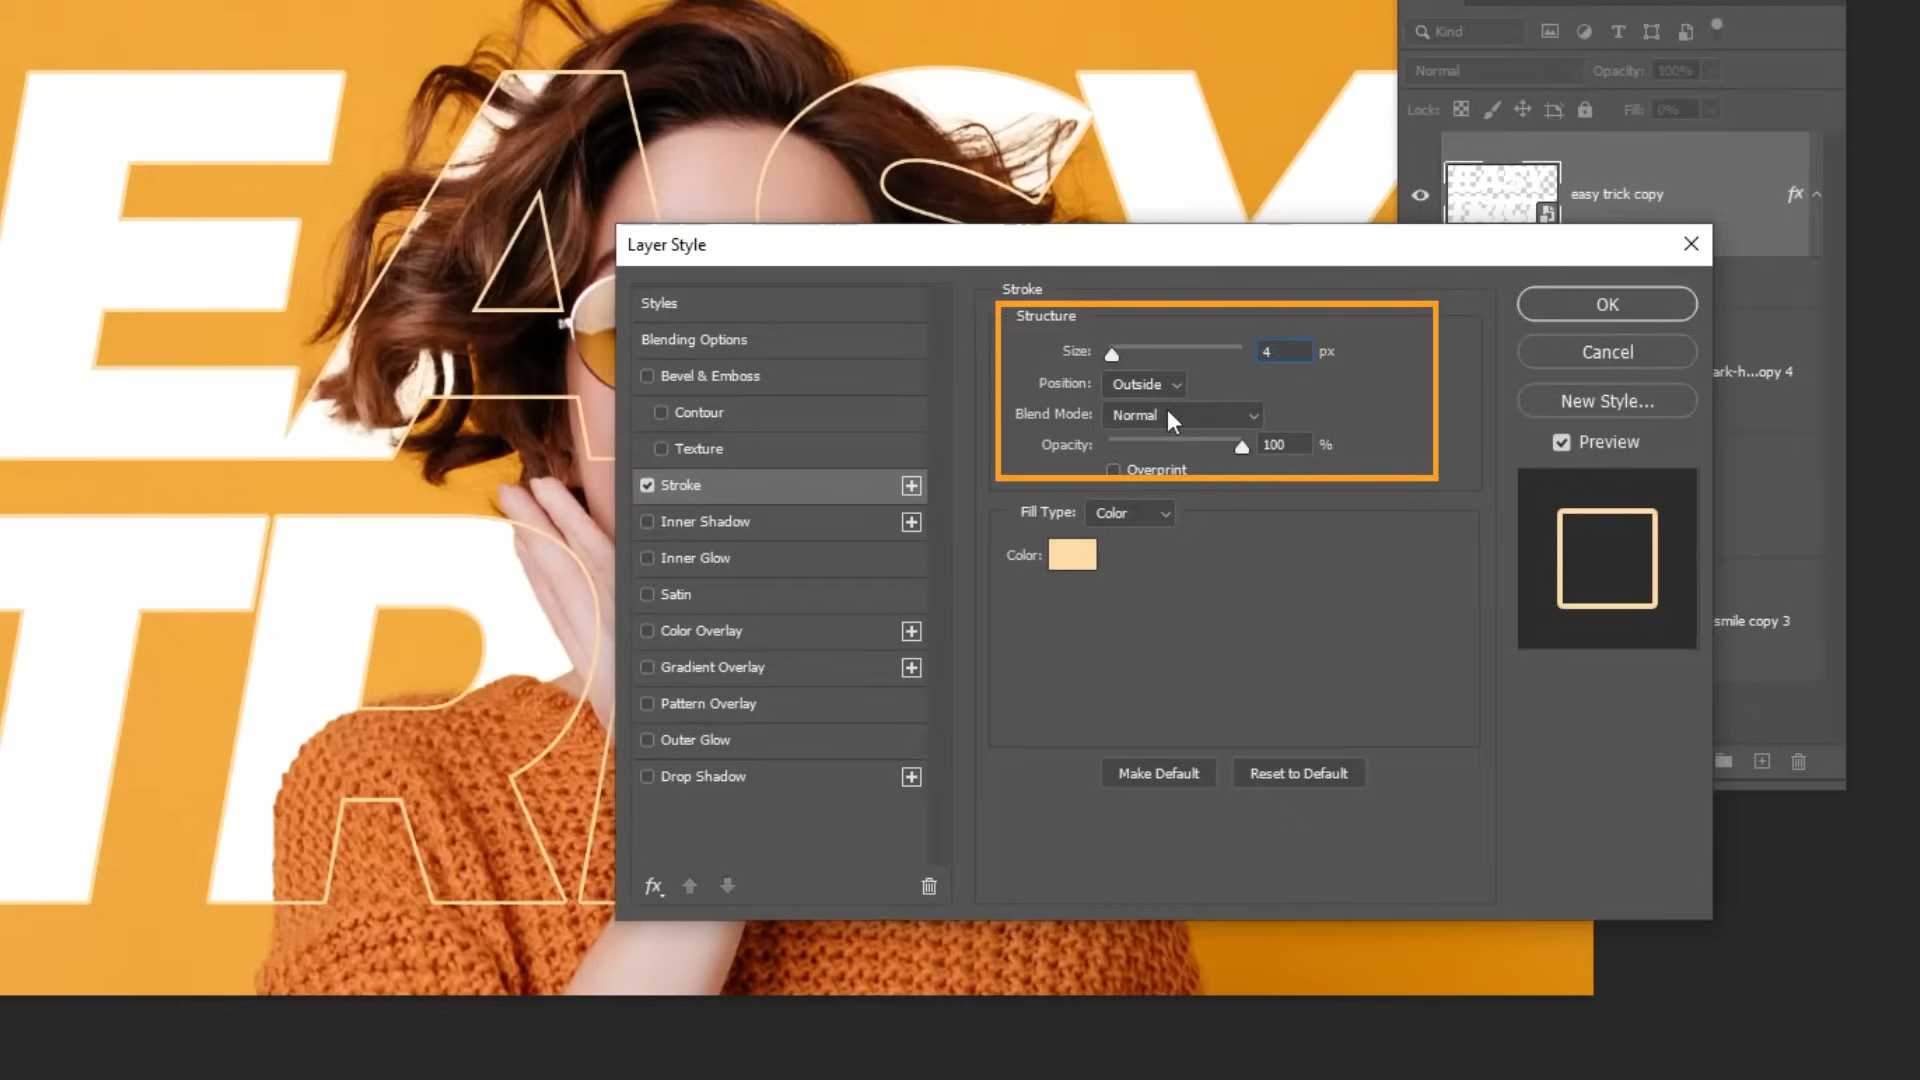 EASY
TR
Kind
Normal
Opacity: 100%
Lock:
Fill: 0%
easy trick copy
fx
ark-h...opy 4
smile copy 3
Layer Style
Styles
Blending Options
Bevel & Emboss
Contour
Texture
Stroke
Inner Shadow
Inner Glow
Satin
Color Overlay
Gradient Overlay
Pattern Overlay
Outer Glow
Drop Shadow
fx
Stroke
Structure
Size: 4 px
Position: Outside
Blend Mode: Normal
Opacity: 100 %
Overprint
Fill Type: Color
Color:
Make Default
Reset to Default
OK
Cancel
New Style...
Preview